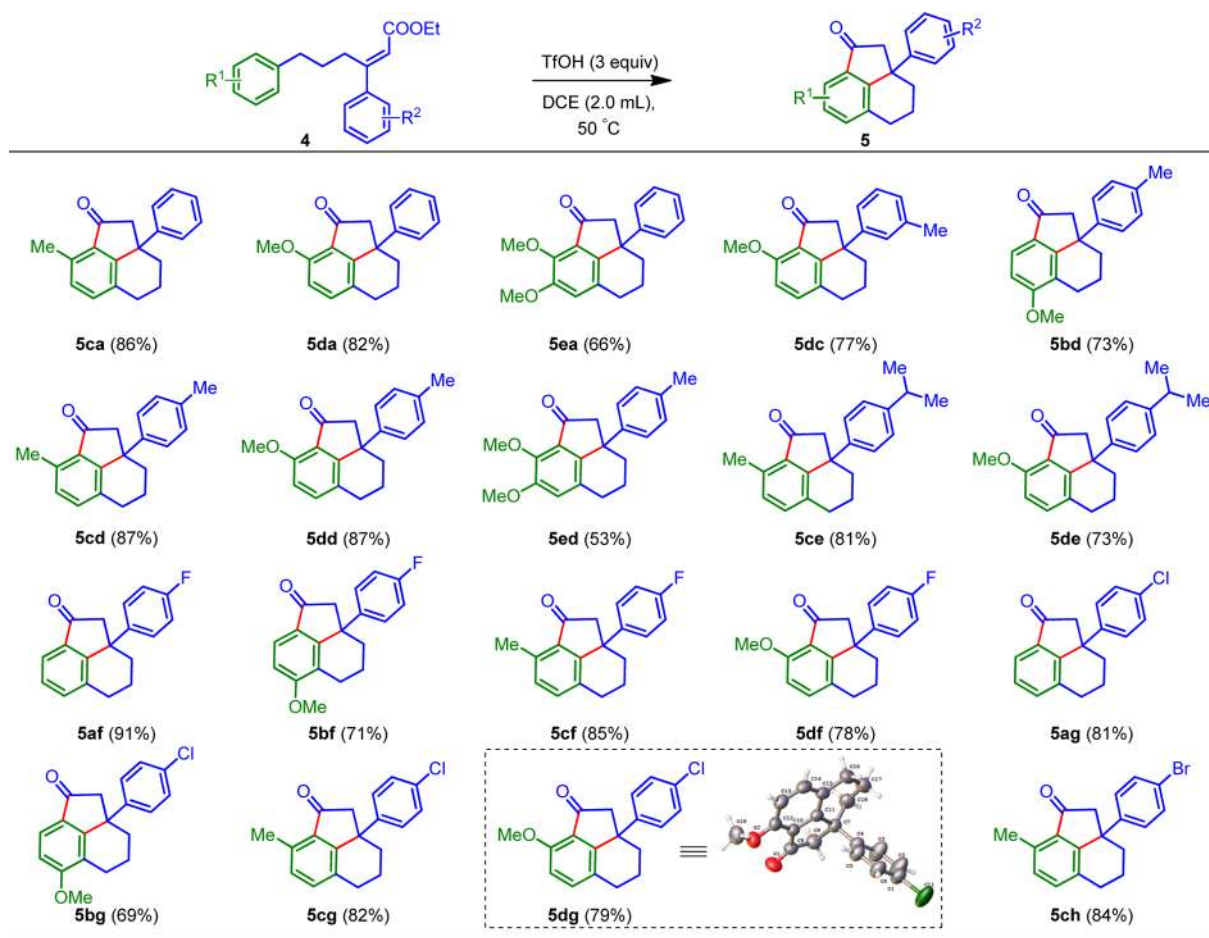 COOEt
R¹
R²
4
TfOH (3 equiv)
DCE (2.0 mL),
50 °C
O
R²
R¹
5
O
Me
5ca (86%)
O
MeO
5da (82%)
O
MeO
MeO
5ea (66%)
O
MeO
Me
5dc (77%)
O
Me
OMe
5bd (73%)
O
Me
Me
5cd (87%)
O
Me
MeO
5dd (87%)
O
Me
MeO
MeO
5ed (53%)
O
Me
Me
Me
5ce (81%)
O
Me
Me
MeO
5de (73%)
O
F
5af (91%)
O
F
OMe
5bf (71%)
O
F
Me
5cf (85%)
O
F
MeO
5df (78%)
O
Cl
5ag (81%)
O
Cl
OMe
5bg (69%)
O
Cl
Me
5cg (82%)
O
Cl
MeO
5dg (79%)
O
Br
Me
5ch (84%)